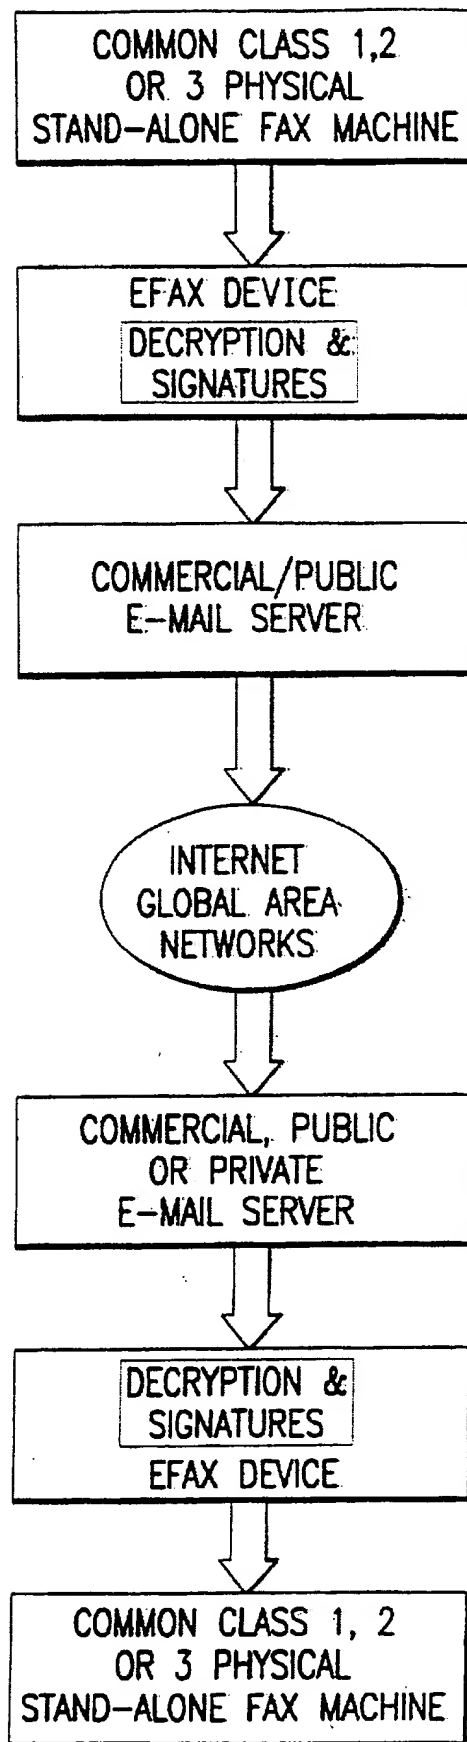 COMMON CLASS 1,2
OR 3 PHYSICAL
STAND-ALONE FAX MACHINE
EFAX DEVICE
DECRYPTION &
SIGNATURES
COMMERCIAL/PUBLIC
E-MAIL SERVER
INTERNET
GLOBAL AREA
NETWORKS
COMMERCIAL, PUBLIC
OR PRIVATE
E-MAIL SERVER
DECRYPTION &
SIGNATURES
EFAX DEVICE
COMMON CLASS 1, 2
OR 3 PHYSICAL
STAND-ALONE FAX MACHINE